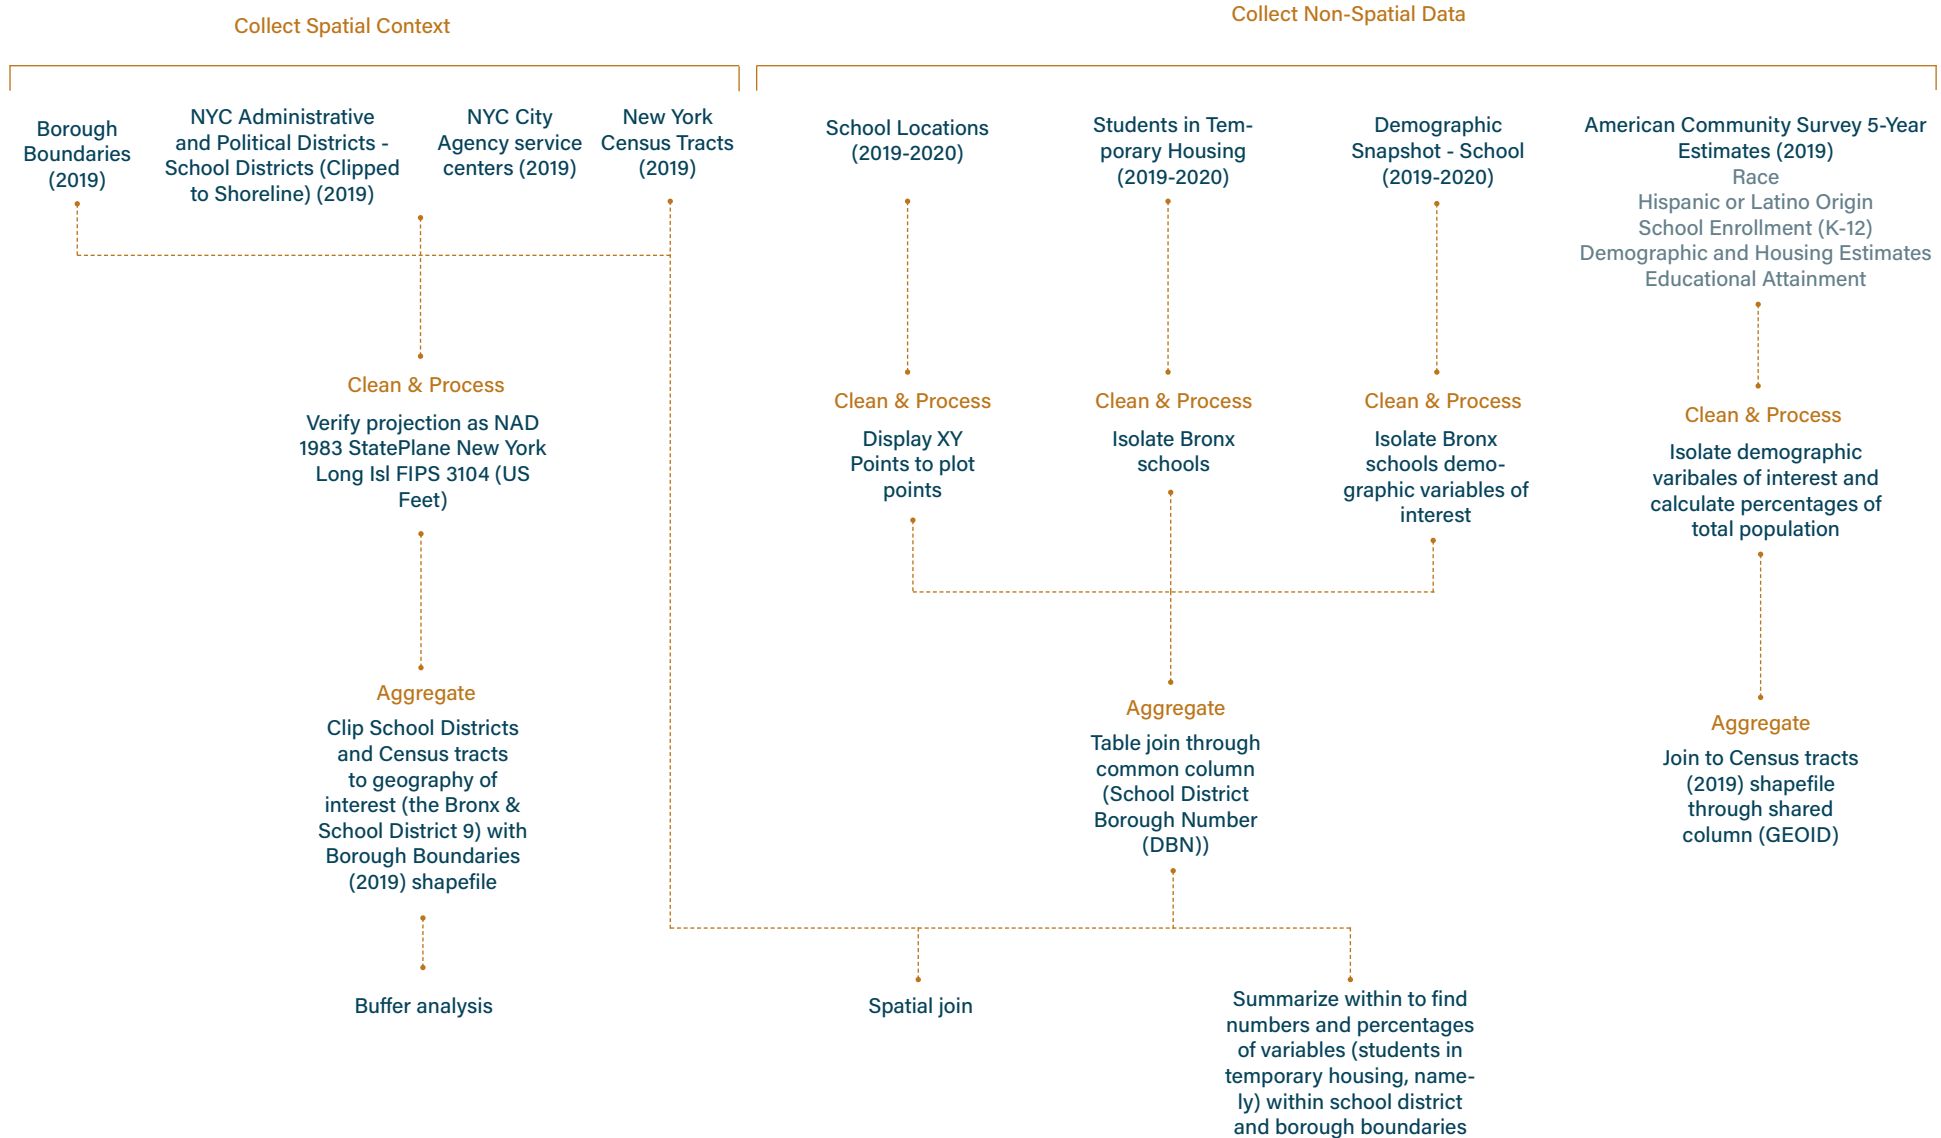 Collect Spatial Context
Collect Non-Spatial Data
Borough
Boundaries
(2019)
NYC Administrative
and Political Districts -
School Districts (Clipped
to Shoreline) (2019)
NYC City
Agency service
centers (2019)
New York
Census Tracts
(2019)
School Locations
(2019-2020)
Students in Tem-
porary Housing
(2019-2020)
Demographic
Snapshot - School
(2019-2020)
American Community Survey 5-Year
Estimates (2019)
Race
Hispanic or Latino Origin
School Enrollment (K-12)
Demographic and Housing Estimates
Educational Attainment
Clean & Process
Verify projection as NAD
1983 StatePlane New York
Long Isl FIPS 3104 (US
Feet)
Clean & Process
Display XY
Points to plot
points
Clean & Process
Isolate Bronx
schools
Clean & Process
Isolate Bronx
schools demo-
graphic variables of
interest
Clean & Process
Isolate demographic
varibales of interest and
calculate percentages of
total population
Aggregate
Clip School Districts
and Census tracts
to geography of
interest (the Bronx &
School District 9) with
Borough Boundaries
(2019) shapefile
Aggregate
Table join through
common column
(School District
Borough Number
(DBN))
Aggregate
Join to Census tracts
(2019) shapefile
through shared
column (GEOID)
Buffer analysis
Spatial join
Summarize within to find
numbers and percentages
of variables (students in
temporary housing, name-
ly) within school district
and borough boundaries